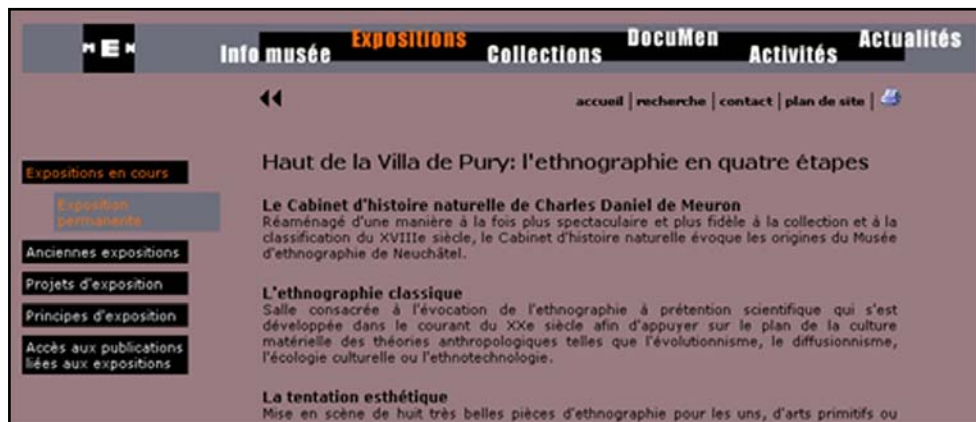 MEN
Info musée Expositions Collections DocuMen Activités Actualités
accueil | recherche | contact | plan de site |
Expositions en cours
Exposition
permanente
Anciennes expositions
Projets d'exposition
Principes d'exposition
Accès aux publications
liées aux expositions
Haut de la Villa de Pury: l'ethnographie en quatre étapes
Le Cabinet d'histoire naturelle de Charles Daniel de Meuron
Réaménagé d'une manière à la fois plus spectaculaire et plus fidèle à la collection et à la
classification du XVIIIe siècle, le Cabinet d'histoire naturelle évoque les origines du Musée
d'ethnographie de Neuchâtel.
L'ethnographie classique
Salle consacrée à l'évocation de l'ethnographie à prétention scientifique qui s'est
développée dans le courant du XXe siècle afin d'appuyer sur le plan de la culture
matérielle des théories anthropologiques telles que l'évolutionnisme, le diffusionnisme,
l'écologie culturelle ou l'ethnotechnologie.
La tentation esthétique
Mise en scène de huit très belles pièces d'ethnographie pour les uns, d'arts primitifs ou